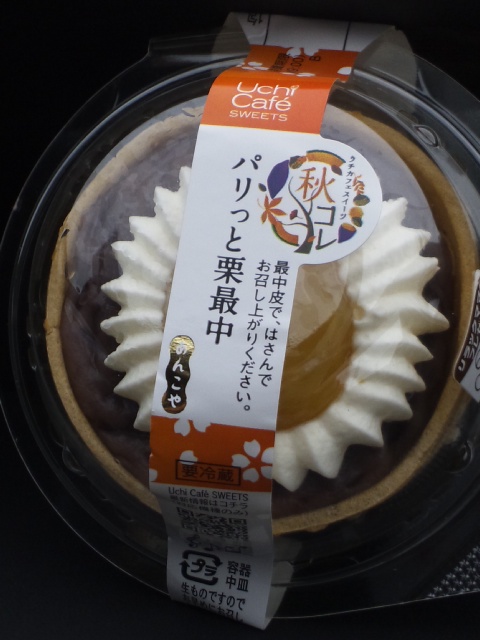 Uchi
Café
SWEETS
ウチカフェスイーツ
秋コレ
パリっと栗最中
最中皮で、はさんで
お召し上がりください。
あんこや
要冷蔵
Uchi Café SWEETS
プラ
容器
中皿
生ものですので